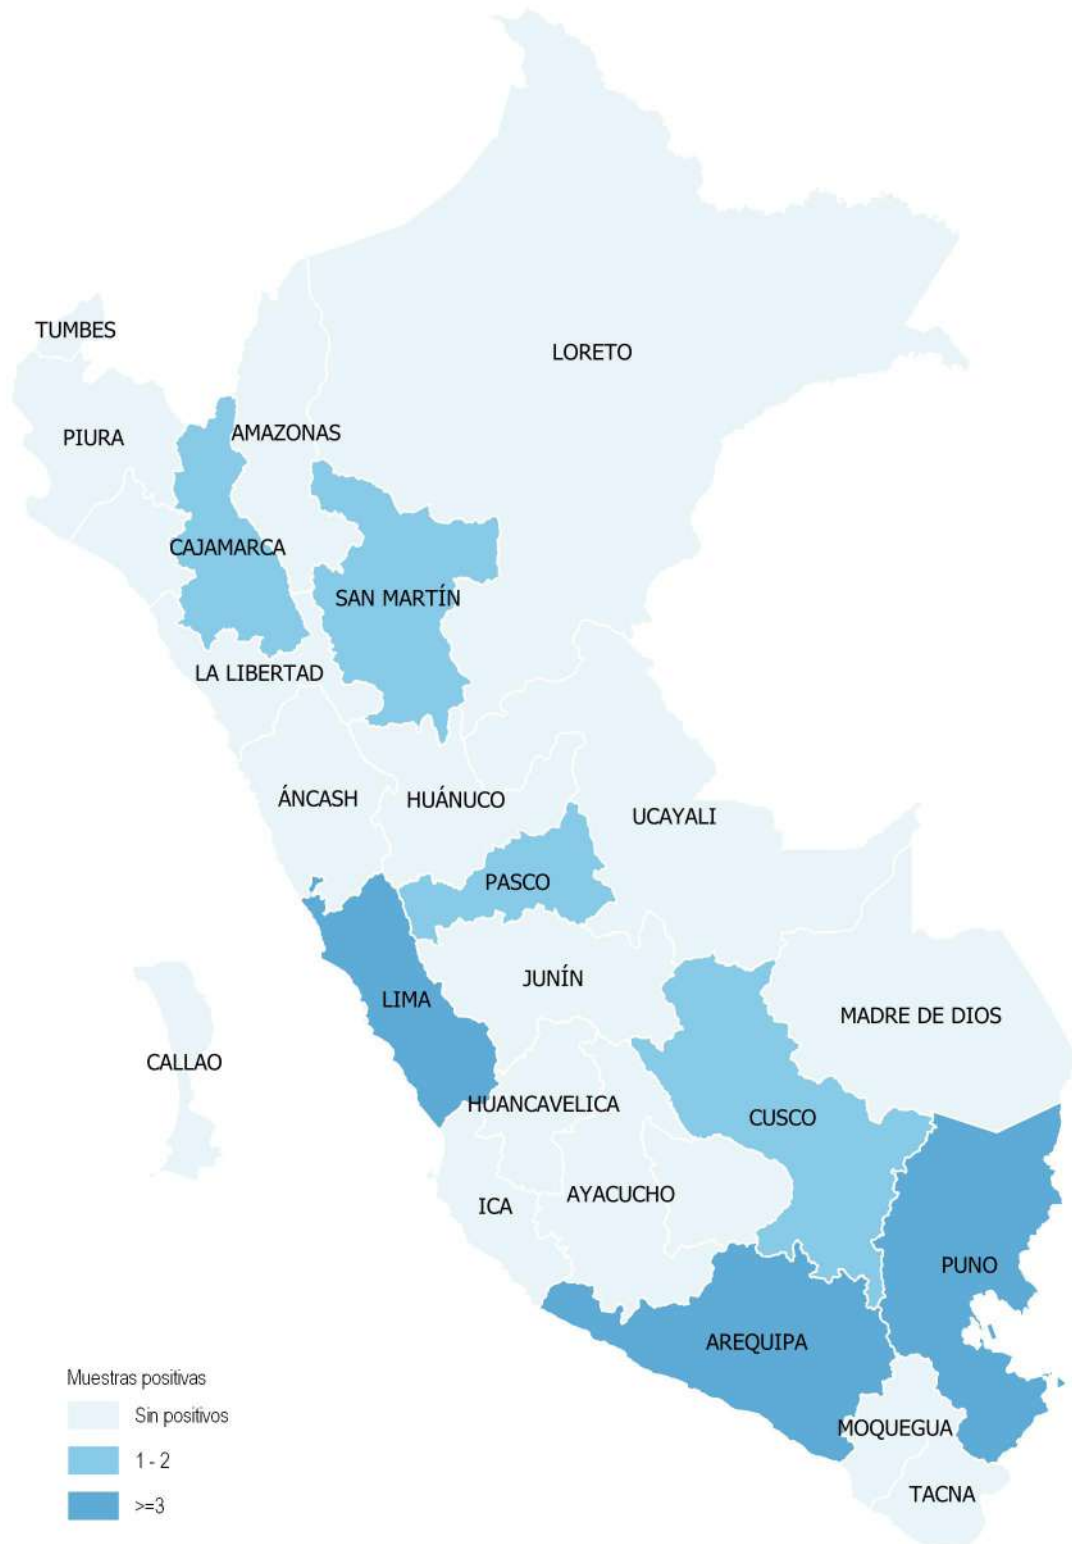 TUMBES
LORETO
PIURA
AMAZONAS
CAJAMARCA
SAN MARTÍN
LA LIBERTAD
ÁNCASH
HUÁNUCO
UCAYALI
PASCO
JUNÍN
LIMA
MADRE DE DIOS
CALLAO
HUANCAVELICA
CUSCO
AYACUCHO
ICA
PUNO
AREQUIPA
MOQUEGUA
TACNA
Muestras positivas
Sin positivos
1 - 2
>=3